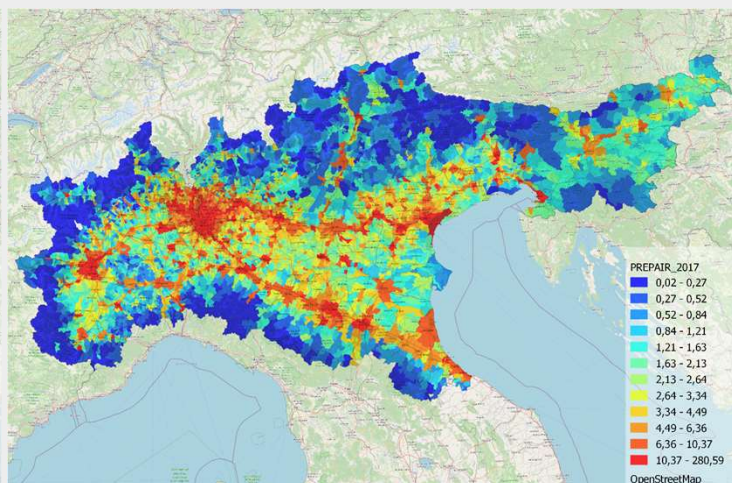 PREPAIR_2017
0,02 - 0,27
0,27 - 0,52
0,52 - 0,84
0,84 - 1,21
1,21 - 1,63
1,63 - 2,13
2,13 - 2,64
2,64 - 3,34
3,34 - 4,49
4,49 - 6,36
6,36 - 10,37
10,37 - 280,59
OpenStreetMap